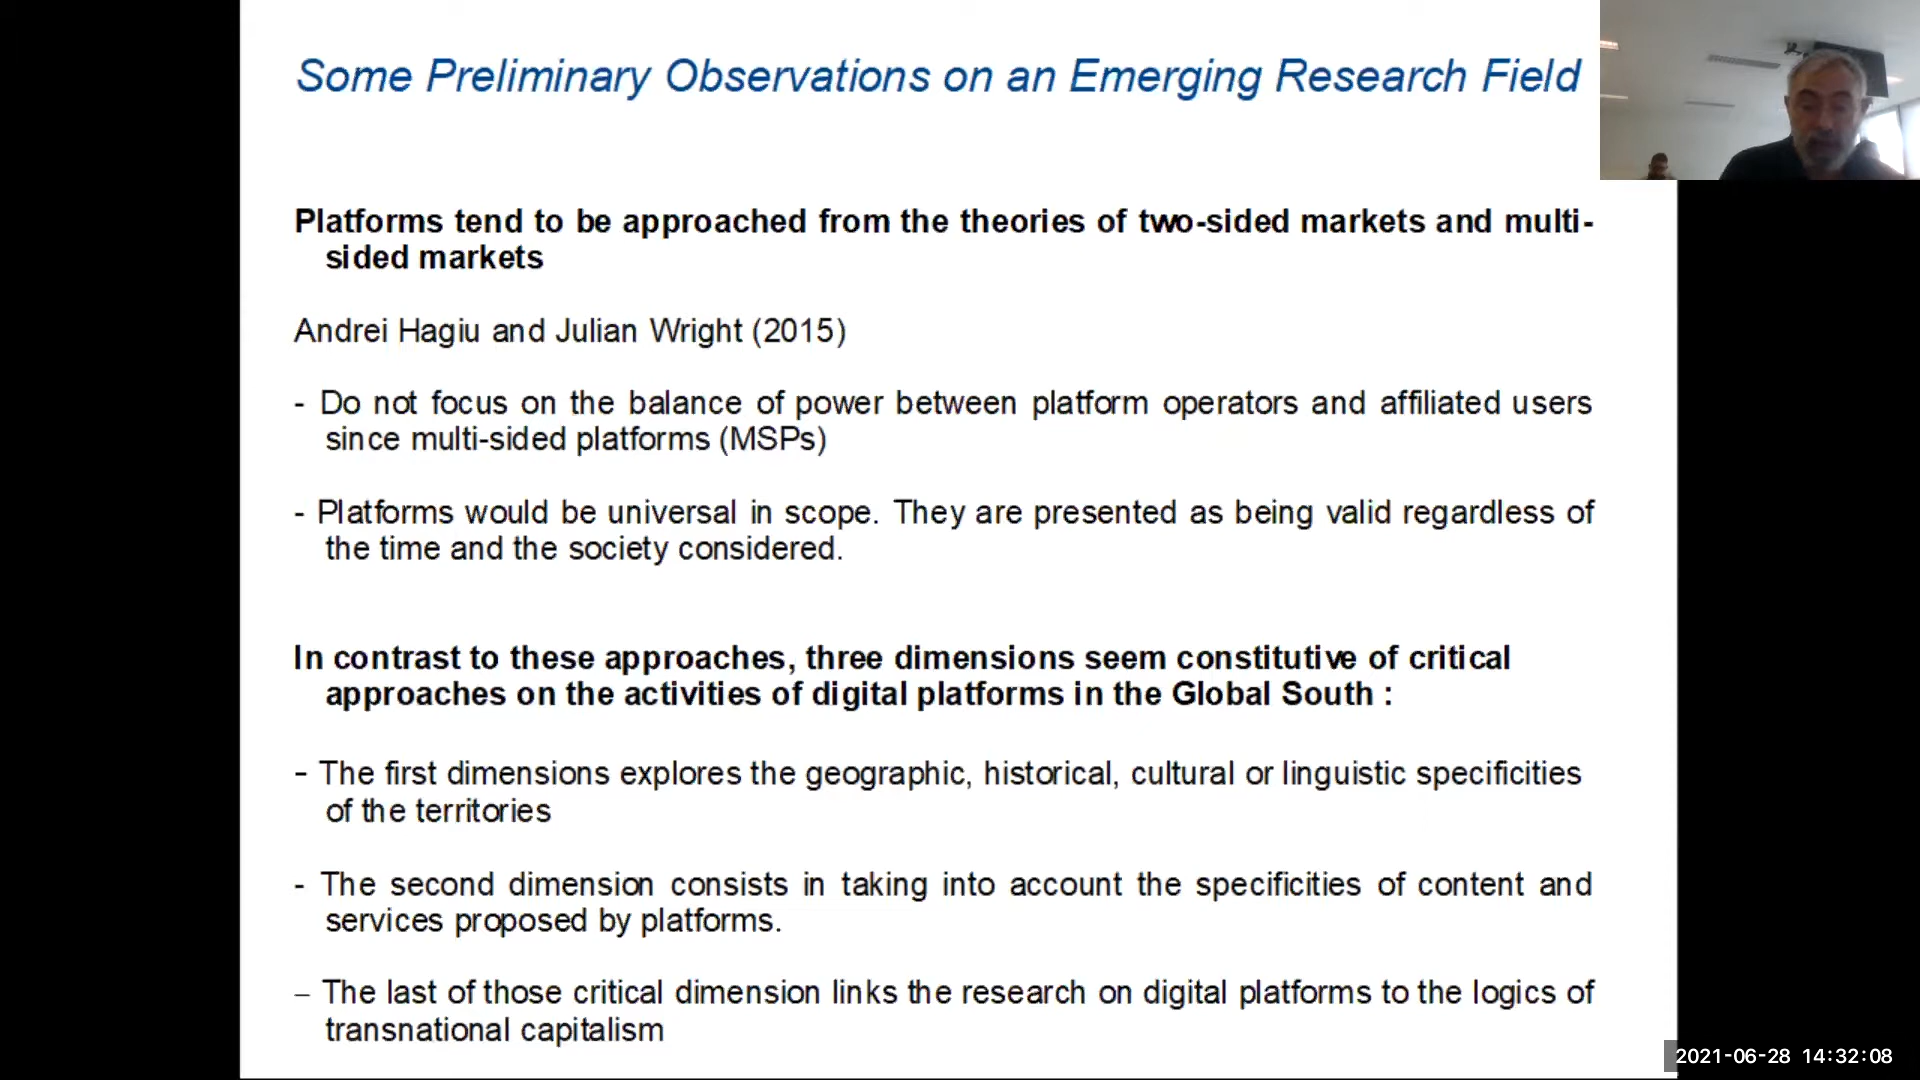 Some Preliminary Observations on an Emerging Research Field
Platforms tend to be approached from the theories of two-sided markets and multi-
sided markets
Andrei Hagiu and Julian Wright (2015)
- Do not focus on the balance of power between platform operators and affiliated users
since multi-sided platforms (MSPs)
- Platforms would be universal in scope. They are presented as being valid regardless of
the time and the society considered.
In contrast to these approaches, three dimensions seem constitutive of critical
approaches on the activities of digital platforms in the Global South :
- The first dimensions explores the geographic, historical, cultural or linguistic specificities
of the territories
- The second dimension consists in taking into account the specificities of content and
services proposed by platforms.
– The last of those critical dimension links the research on digital platforms to the logics of
transnational capitalism
2021-06-28 14:32:08